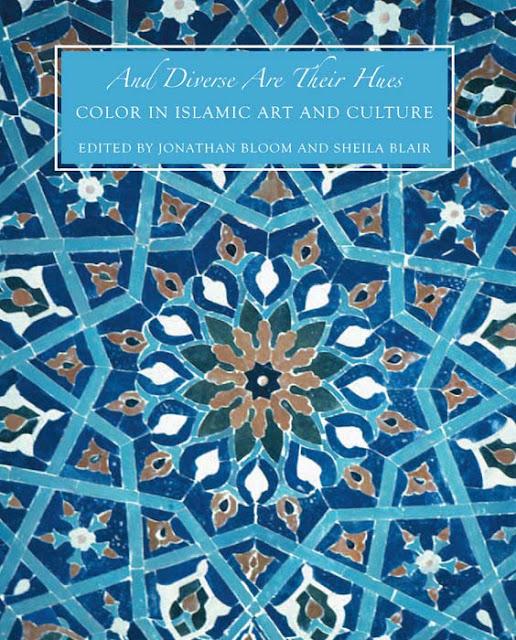 And Diverse Are Their Hues
COLOR IN ISLAMIC ART AND CULTURE
EDITED BY JONATHAN BLOOM AND SHEILA BLAIR